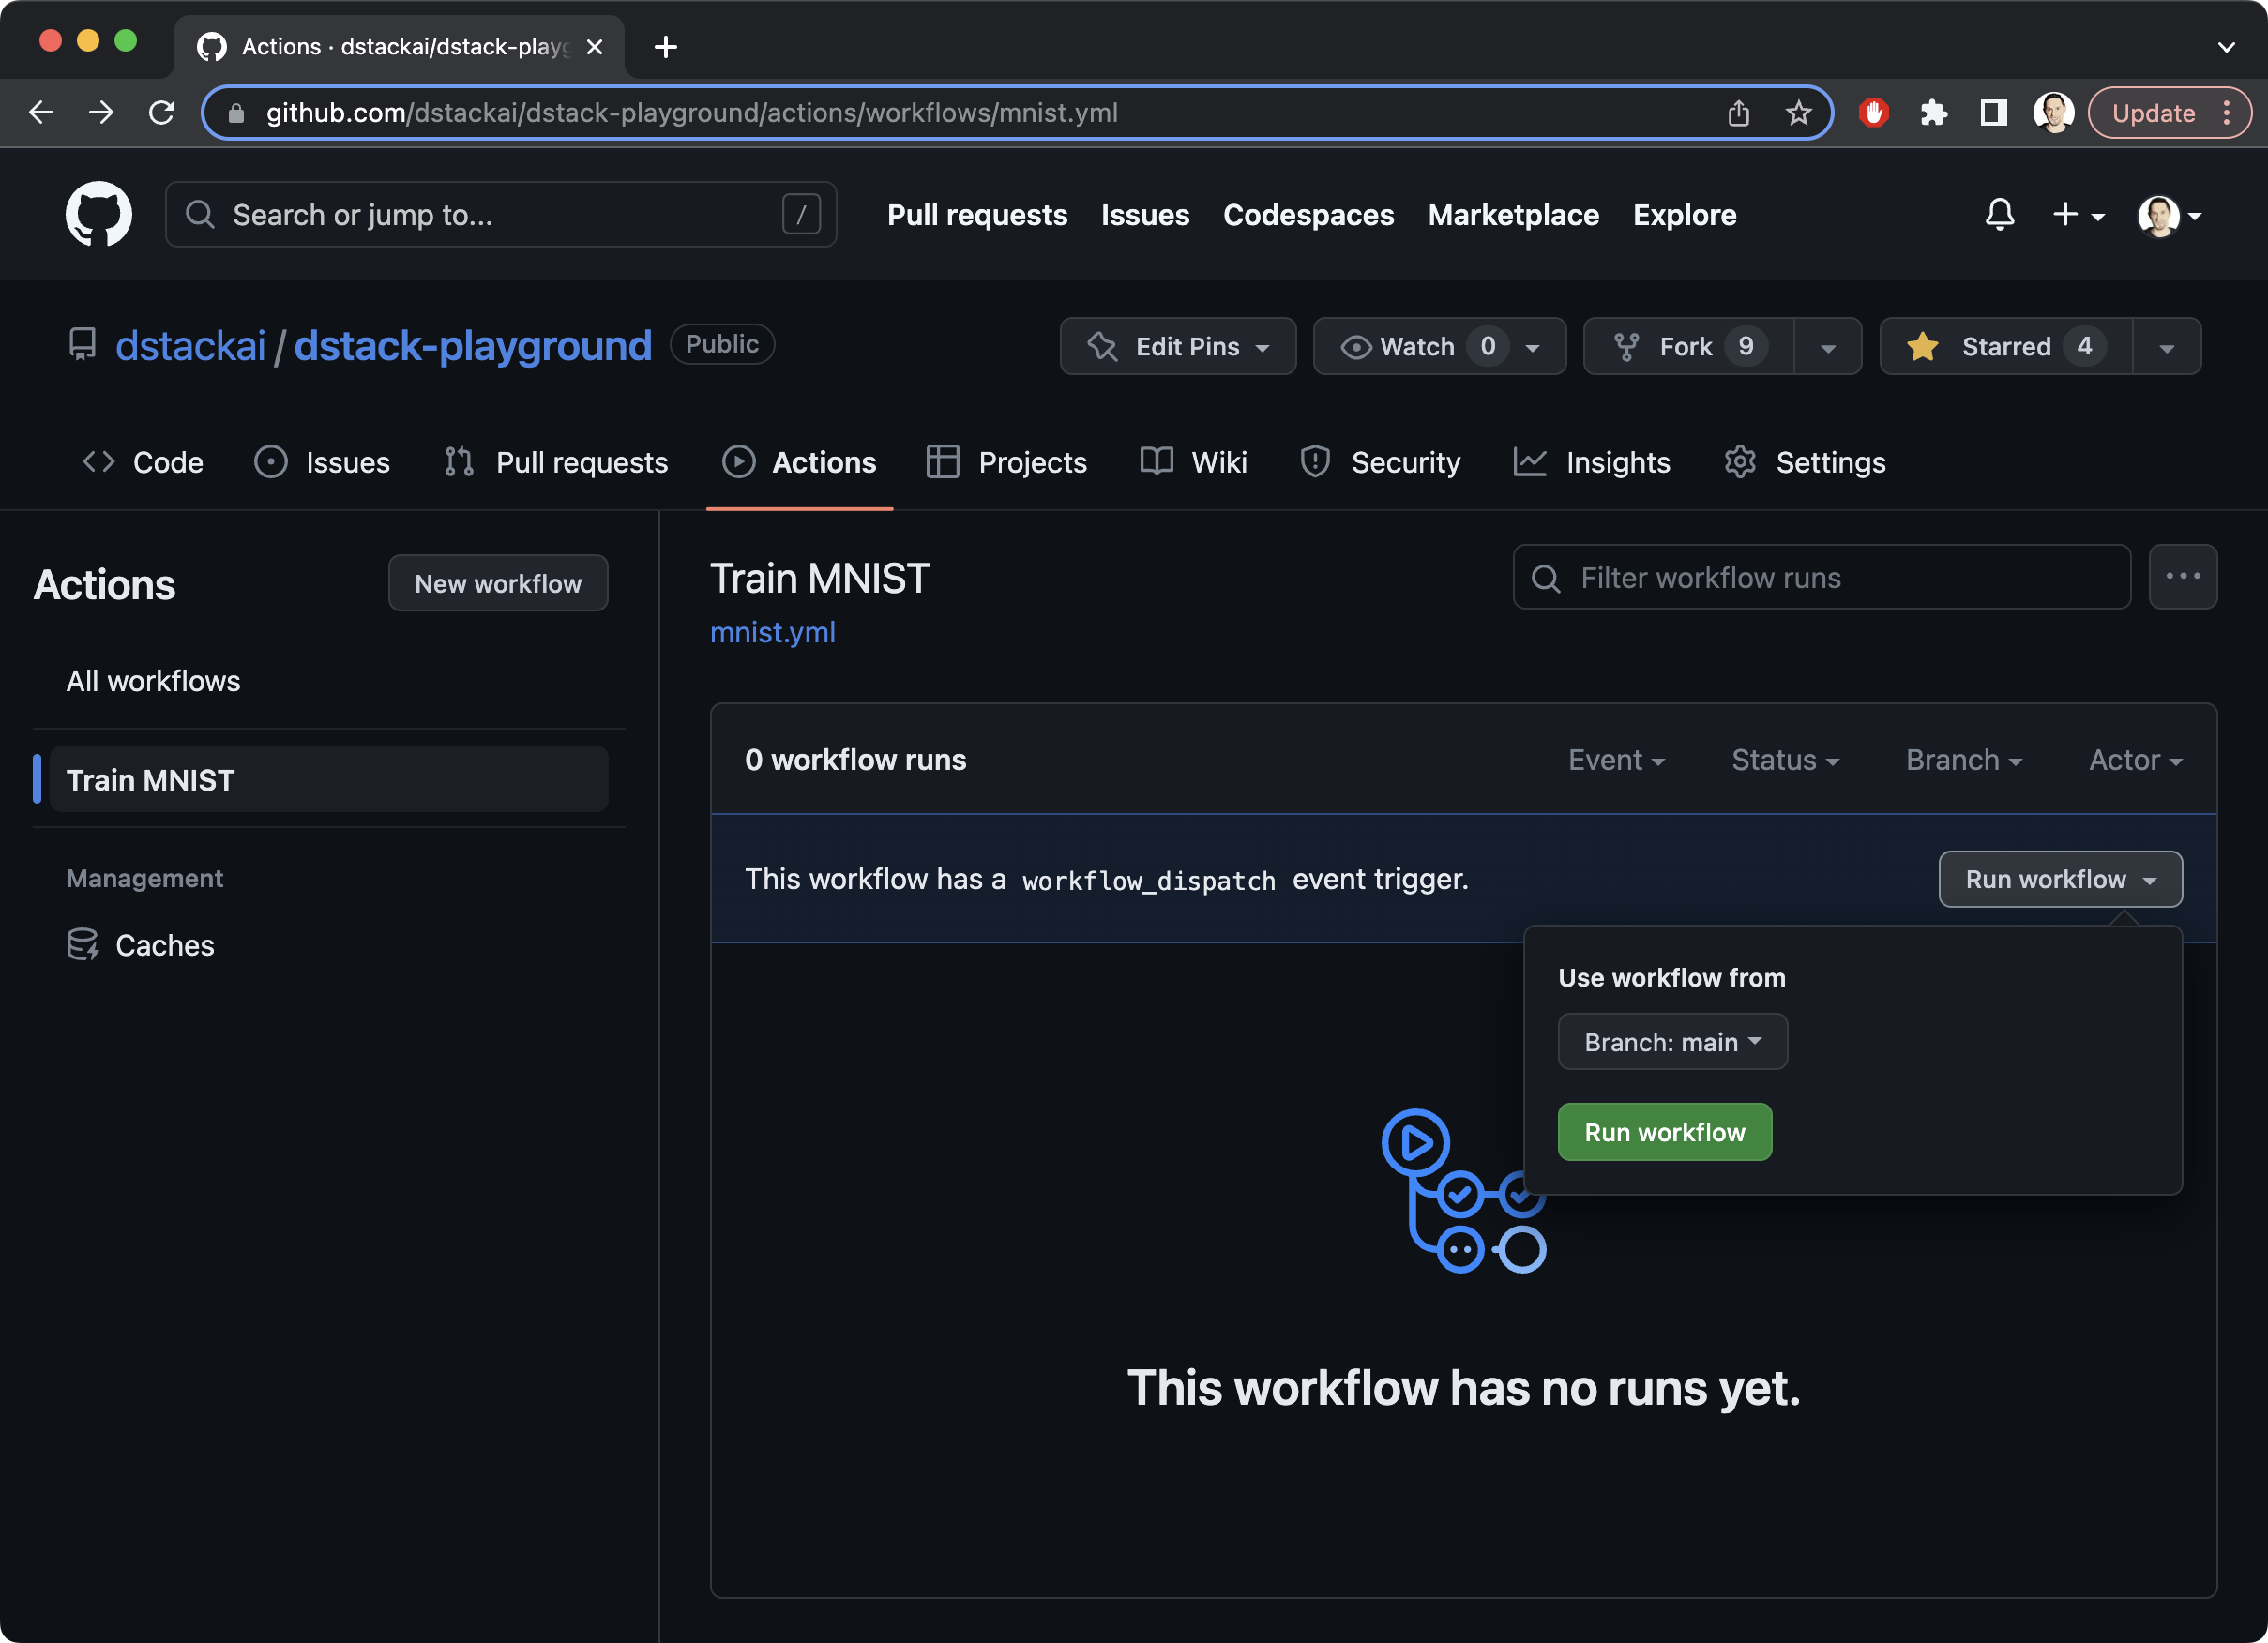 Actions · dstackai/dstack-playg
github.com/dstackai/dstack-playground/actions/workflows/mnist.yml
Update
Search or jump to...
/
Pull requests
Issues
Codespaces
Marketplace
Explore
dstackai / dstack-playground
Public
Edit Pins
Watch 0
Fork 9
Starred 4
Code
Issues
Pull requests
Actions
Projects
Wiki
Security
Insights
Settings
Actions
New workflow
All workflows
Train MNIST
Management
Caches
Train MNIST
mnist.yml
Filter workflow runs
0 workflow runs
Event
Status
Branch
Actor
This workflow has a workflow_dispatch event trigger.
Run workflow
Use workflow from
Branch: main
Run workflow
This workflow has no runs yet.